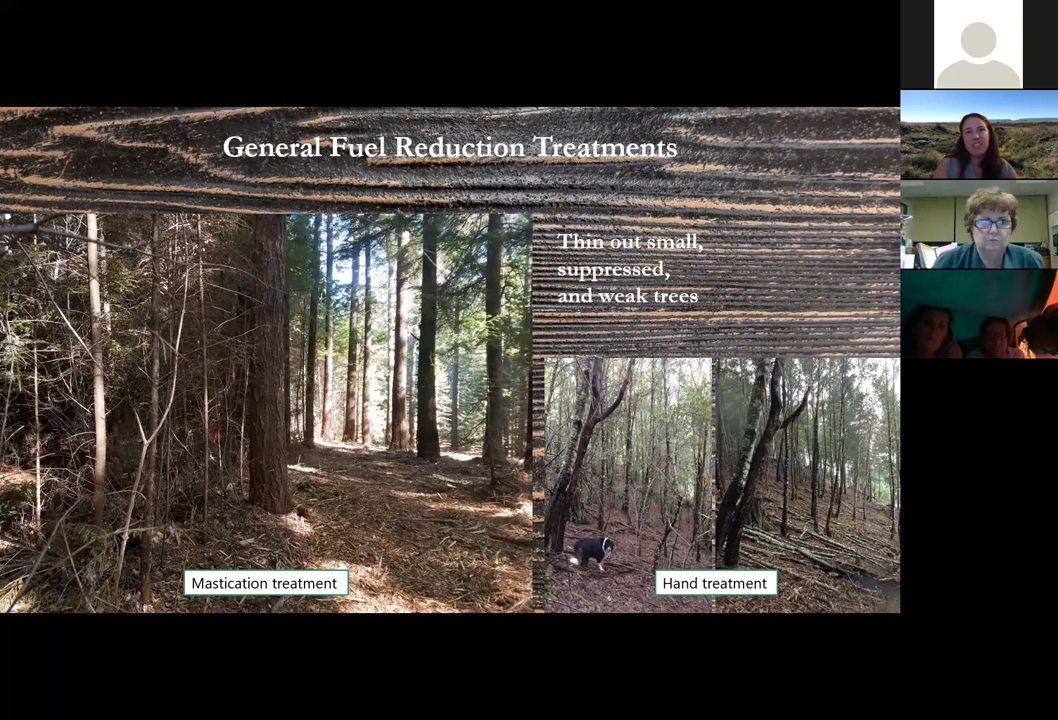 General Fuel Reduction Treatments
Thin out small,
suppressed,
and weak trees
Mastication treatment
Hand treatment